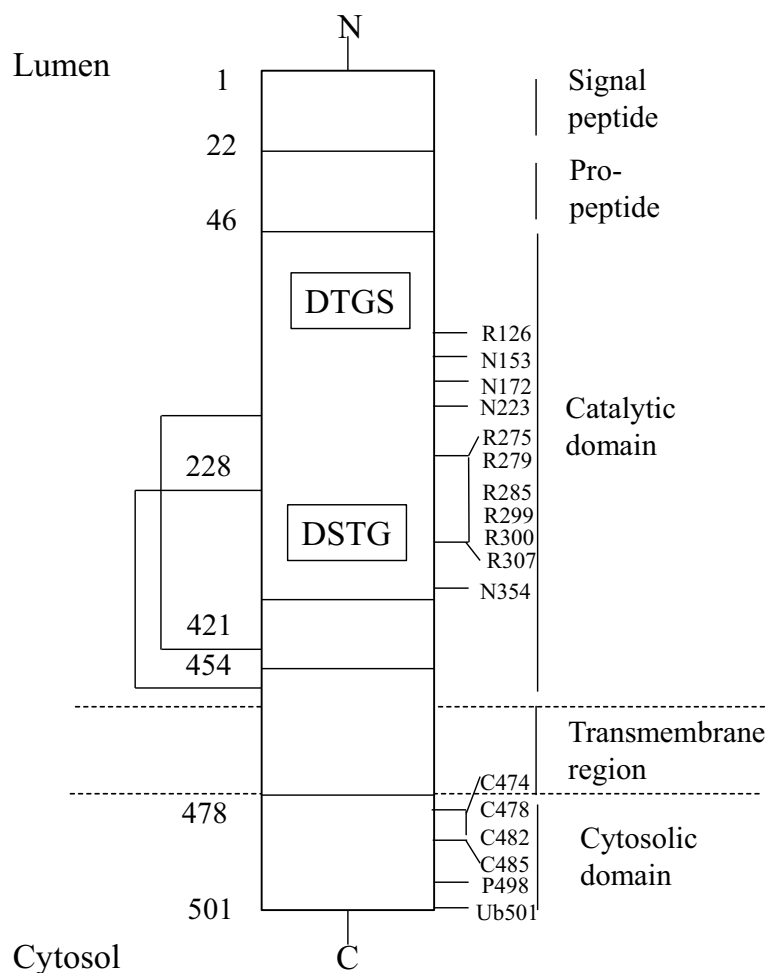 N
Lumen
1
Signal
peptide
22
Pro-
peptide
46
DTGS
R126
N153
N172
N223
Catalytic
domain
R275
R279
228
R285
R299
R300
R307
DSTG
N354
421
454
Transmembrane
region
C474
C478
478
C482
C485
Cytosolic
domain
P498
501
Ub501
Cytosol
C